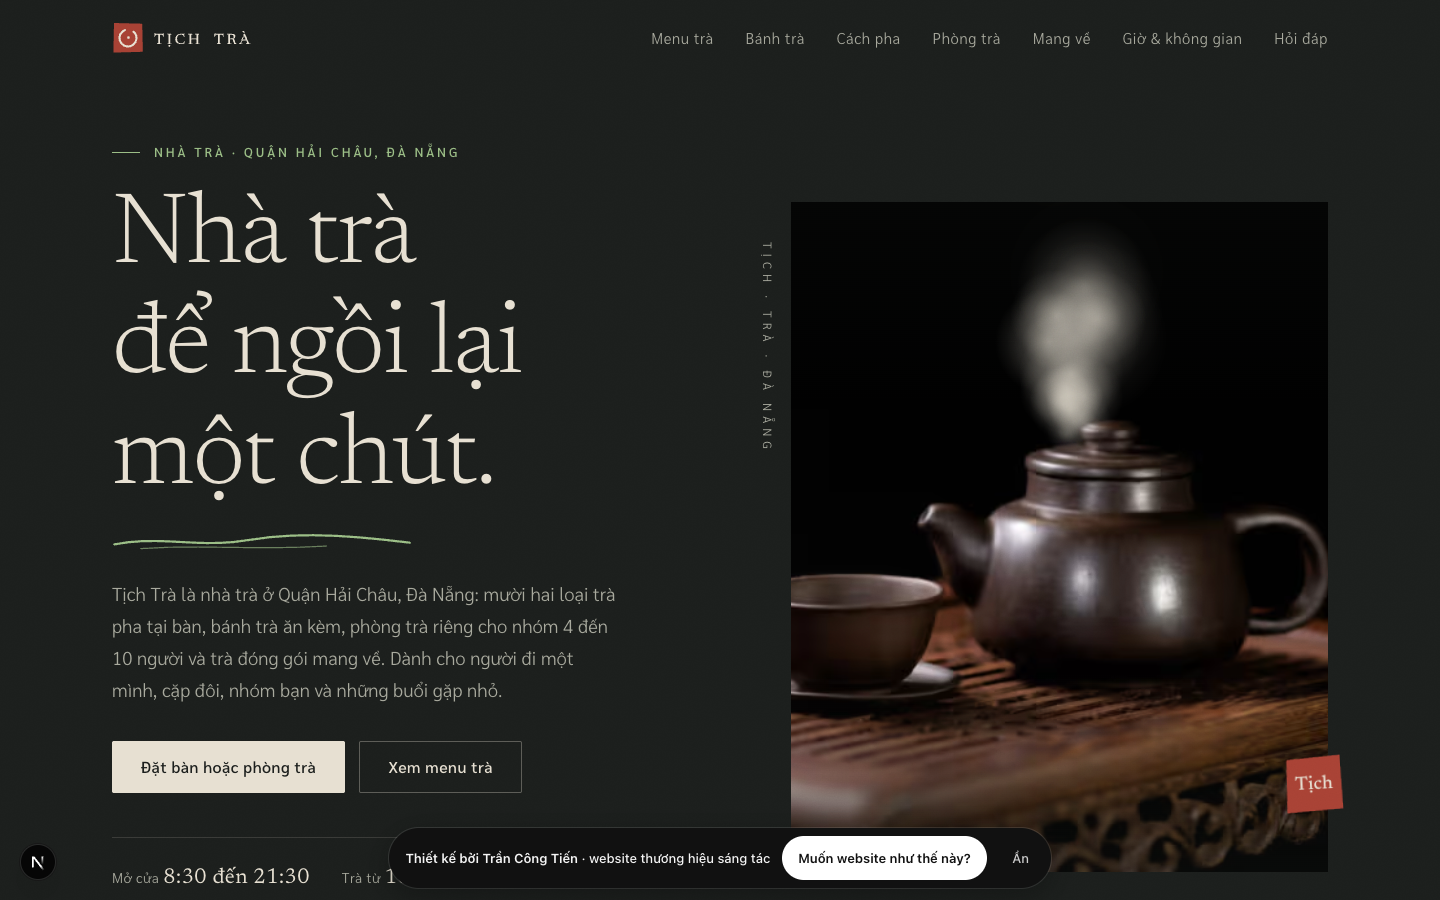 TỊCH TRÀ
Menu trà
Bánh trà
Cách pha
Phòng trà
Mang về
Giờ & không gian
Hỏi đáp
NHÀ TRÀ · QUẬN HẢI CHÂU, ĐÀ NẴNG
Nhà trà
để ngồi lại
một chút.
TỊCH · TRÀ · ĐÀ NẴNG
Tịch Trà là nhà trà ở Quận Hải Châu, Đà Nẵng: mười hai loại trà
pha tại bàn, bánh trà ăn kèm, phòng trà riêng cho nhóm 4 đến
10 người và trà đóng gói mang về. Dành cho người đi một
mình, cặp đôi, nhóm bạn và những buổi gặp nhỏ.
Đặt bàn hoặc phòng trà
Xem menu trà
Tịch
Mở cửa 8:30 đến 21:30
Trà từ
Thiết kế bởi Trần Công Tiến · website thương hiệu sáng tác
Muốn website như thế này?
Ẩn
N